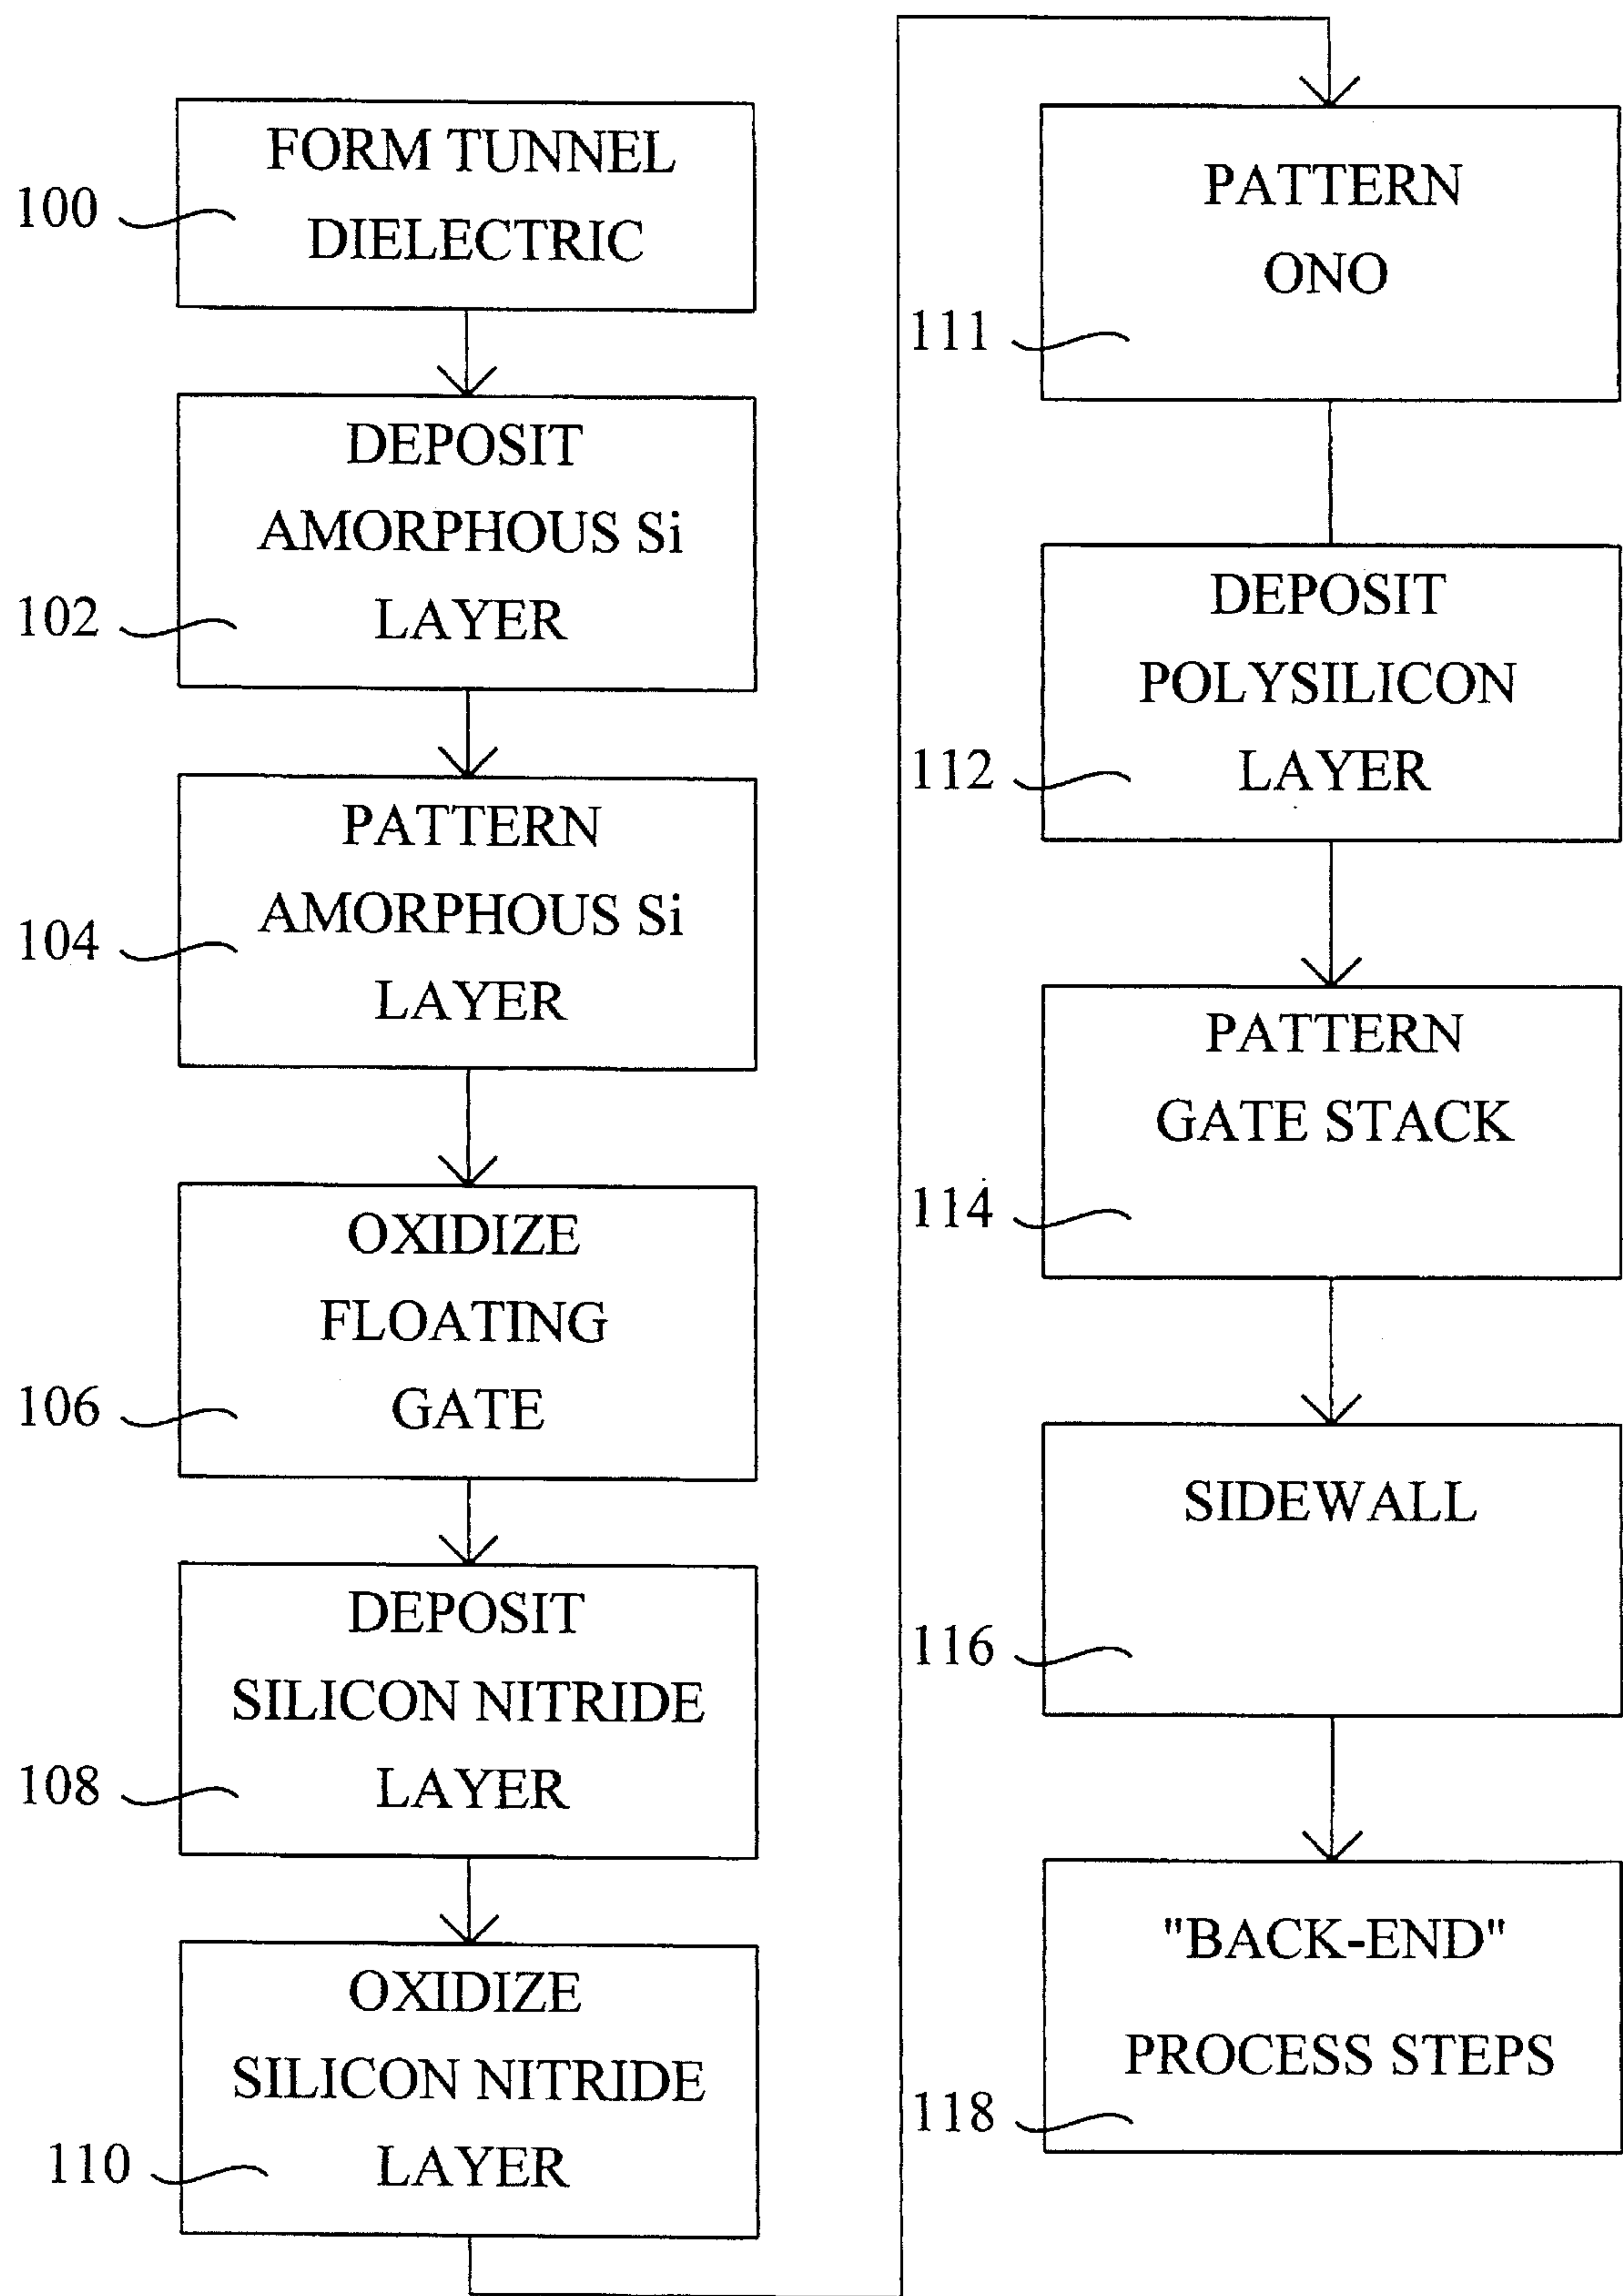 FORM TUNNEL
DIELECTRIC
100
DEPOSIT
AMORPHOUS Si
LAYER
102
PATTERN
AMORPHOUS Si
LAYER
104
OXIDIZE
FLOATING
GATE
106
DEPOSIT
SILICON NITRIDE
LAYER
108
OXIDIZE
SILICON NITRIDE
LAYER
110
PATTERN
ONO
111
DEPOSIT
POLYSILICON
LAYER
112
PATTERN
GATE STACK
114
SIDEWALL
116
"BACK-END"
PROCESS STEPS
118